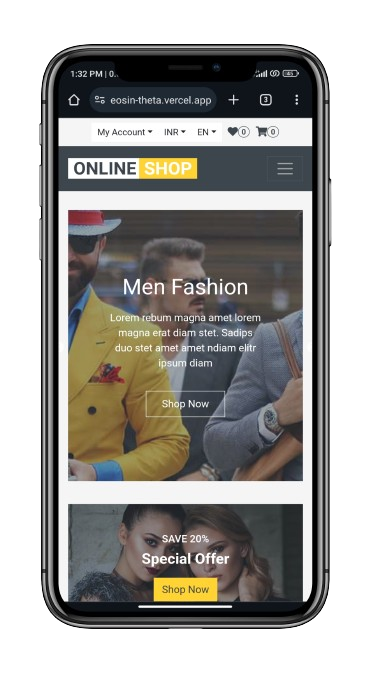 1:32 PM | 0.
eosin-theta.vercel.app
3
My Account INR EN 0 0
ONLINE SHOP
Men Fashion
Lorem rebum magna amet lorem
magna erat diam stet. Sadips
duo stet amet amet ndiam elitr
ipsum diam
Shop Now
SAVE 20%
Special Offer
Shop Now